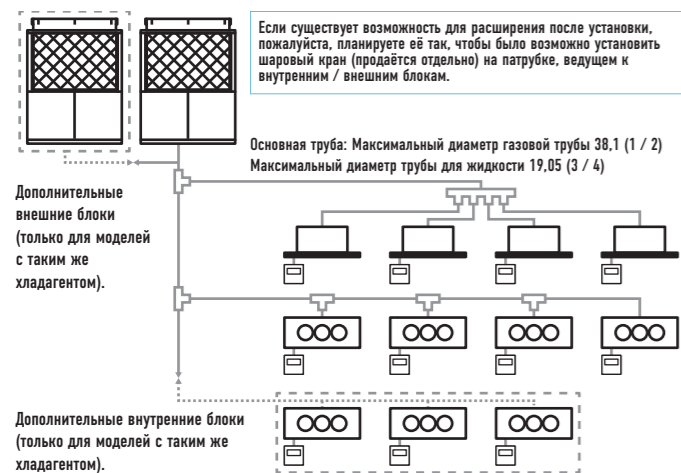 Если существует возможность для расширения после установки,
пожалуйста, планируете её так, чтобы было возможно установить
шаровый кран (продаётся отдельно) на патрубке, ведущем к
внутренним / внешним блокам.
Основная труба: Максимальный диаметр газовой трубы 38,1 (1 / 2)
Максимальный диаметр трубы для жидкости 19,05 (3 / 4)
Дополнительные
внешние блоки
(только для моделей
с таким же
хладагентом).
Дополнительные внутренние блоки
(только для моделей с таким же
хладагентом).